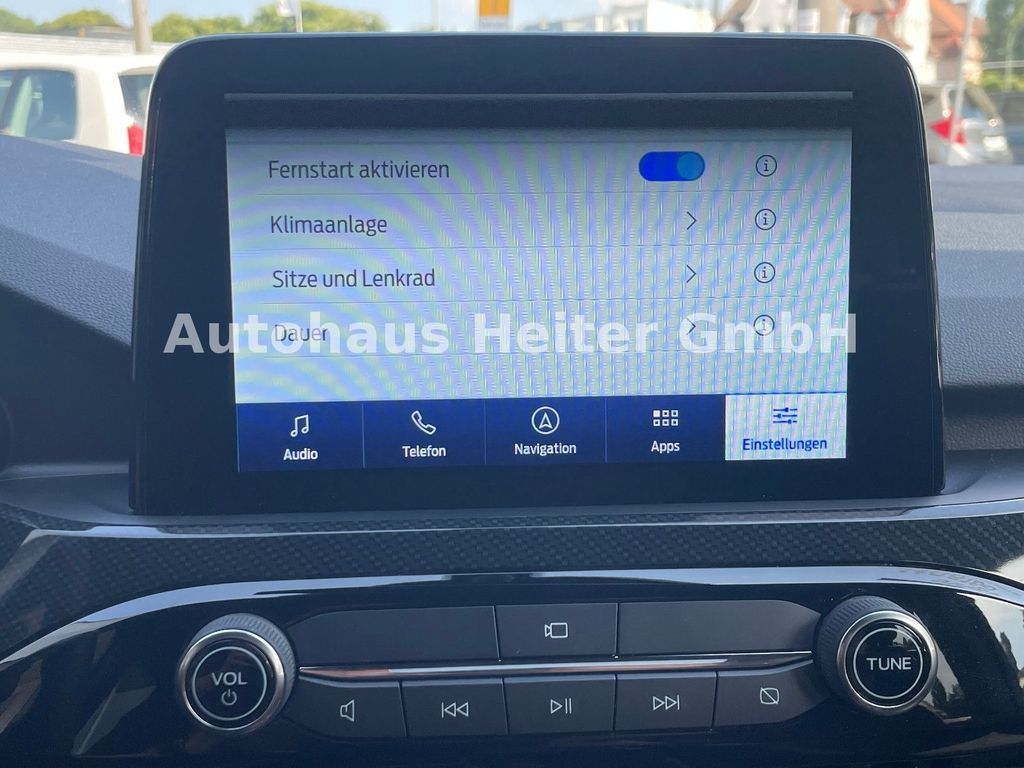 Fernstart aktivieren
Klimaanlage
Sitze und Lenkrad
Dauer
Autohaus Heiter GmbH
Audio
Telefon
Navigation
Apps
Einstellungen
VOL
TUNE